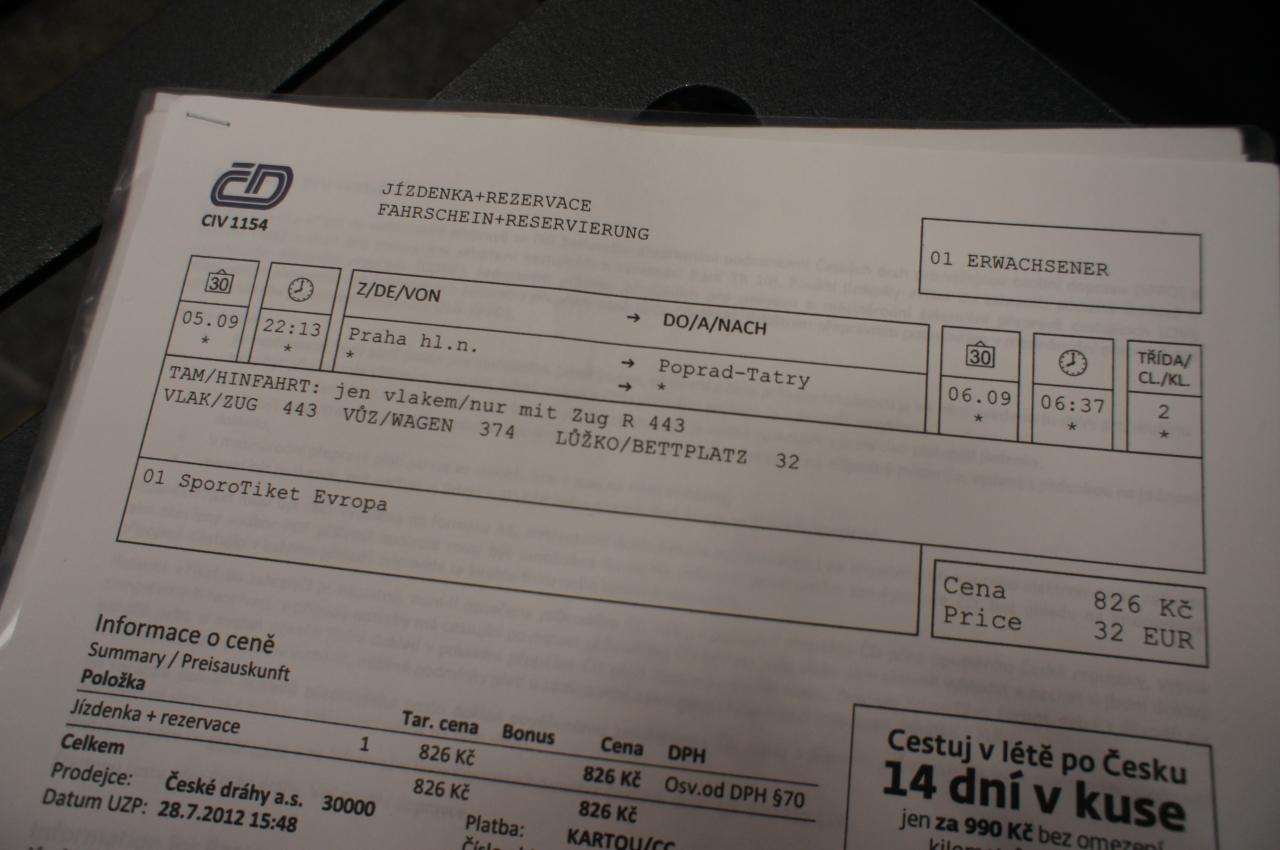 ČD
CIV 1154
JÍZDENKA+REZERVACE
FAHRSCHEIN+RESERVIERUNG
01 ERWACHSENER
30
Z/DE/VON → DO/A/NACH
30
TŘÍDA/
CL./KL.
05.09 22:13 Praha hl.n. → Poprad-Tatry 06.09 06:37 2
* * * → * * * *
TAM/HINFAHRT: jen vlakem/nur mit Zug R 443
VLAK/ZUG 443 VŮZ/WAGEN 374 LŮŽKO/BETTPLATZ 32
01 SporoTiket Evropa
Cena 826 Kč
Price 32 EUR
Informace o ceně
Summary / Preisauskunft
Položka Tar. cena Bonus Cena DPH
Jízdenka + rezervace 1 826 Kč 826 Kč Osv.od DPH §70
Celkem 826 Kč 826 Kč
Prodejce: České dráhy a.s. 30000 Platba: KARTOU/CC
Datum UZP: 28.7.2012 15:48
Cestuj v létě po Česku
14 dní v kuse
jen za 990 Kč bez omezení